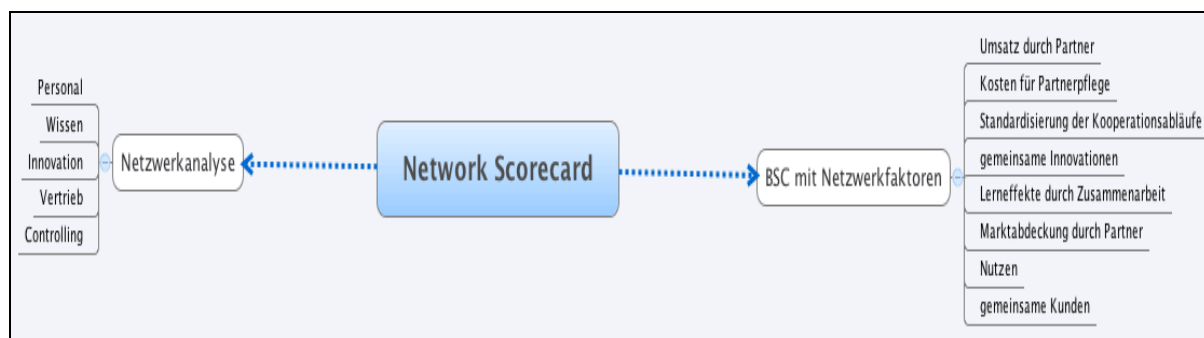 Personal
Wissen
Innovation
Vertrieb
Controlling
Netzwerkanalyse
Network Scorecard
BSC mit Netzwerkfaktoren
Umsatz durch Partner
Kosten für Partnerpflege
Standardisierung der Kooperationsabläufe
gemeinsame Innovationen
Lerneffekte durch Zusammenarbeit
Marktabdeckung durch Partner
Nutzen
gemeinsame Kunden